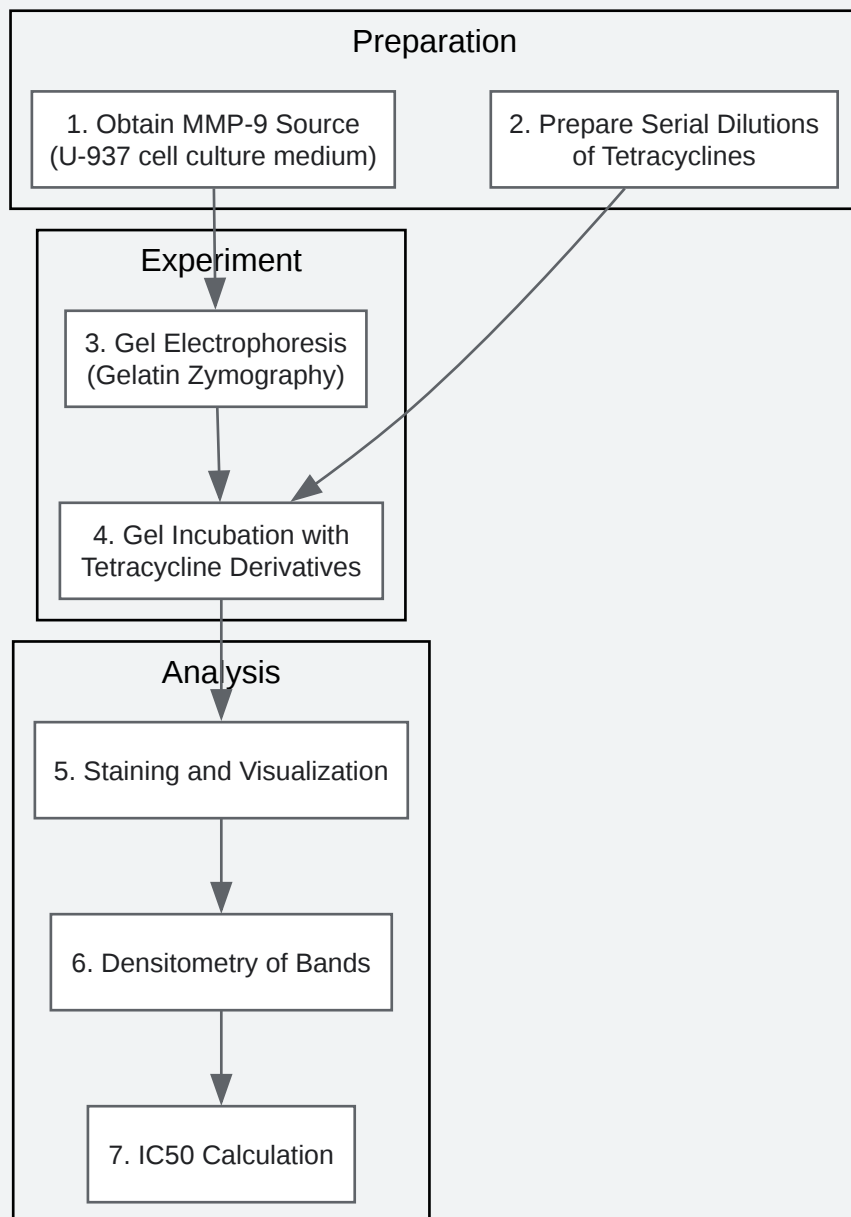 Preparation
1. Obtain MMP-9 Source
(U-937 cell culture medium)
2. Prepare Serial Dilutions
of Tetracyclines
Experiment
3. Gel Electrophoresis
(Gelatin Zymography)
4. Gel Incubation with
Tetracycline Derivatives
Analysis
5. Staining and Visualization
6. Densitometry of Bands
7. IC50 Calculation